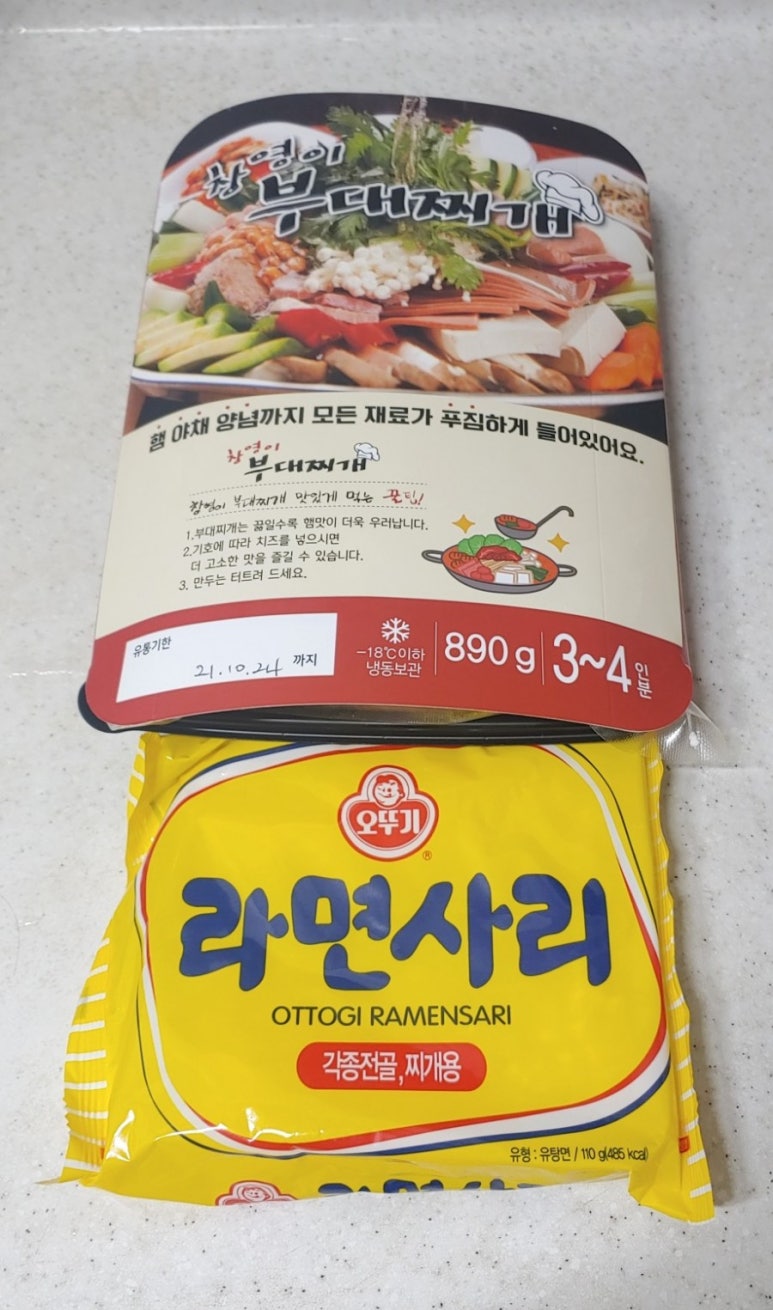 창영이
부대찌개
햄 야채 양념까지 모든 재료가 푸짐하게 들어있어요.
창영이
부대찌개
창영이 부대찌개 맛있게 먹는 꿀팁!
1.부대찌개는 끓일수록 햄맛이 더욱 우러납니다.
2.기호에 따라 치즈를 넣으시면
더 고소한 맛을 즐길 수 있습니다.
3. 만두는 터트려 드세요.
유통기한
21.10.24 까지
-18℃이하
냉동보관
890g
3~4인분
오뚜기
®
라면사리
OTTOGI RAMENSARI
각종전골,찌개용
유형 : 유탕면 / 110 g(485 kcal)